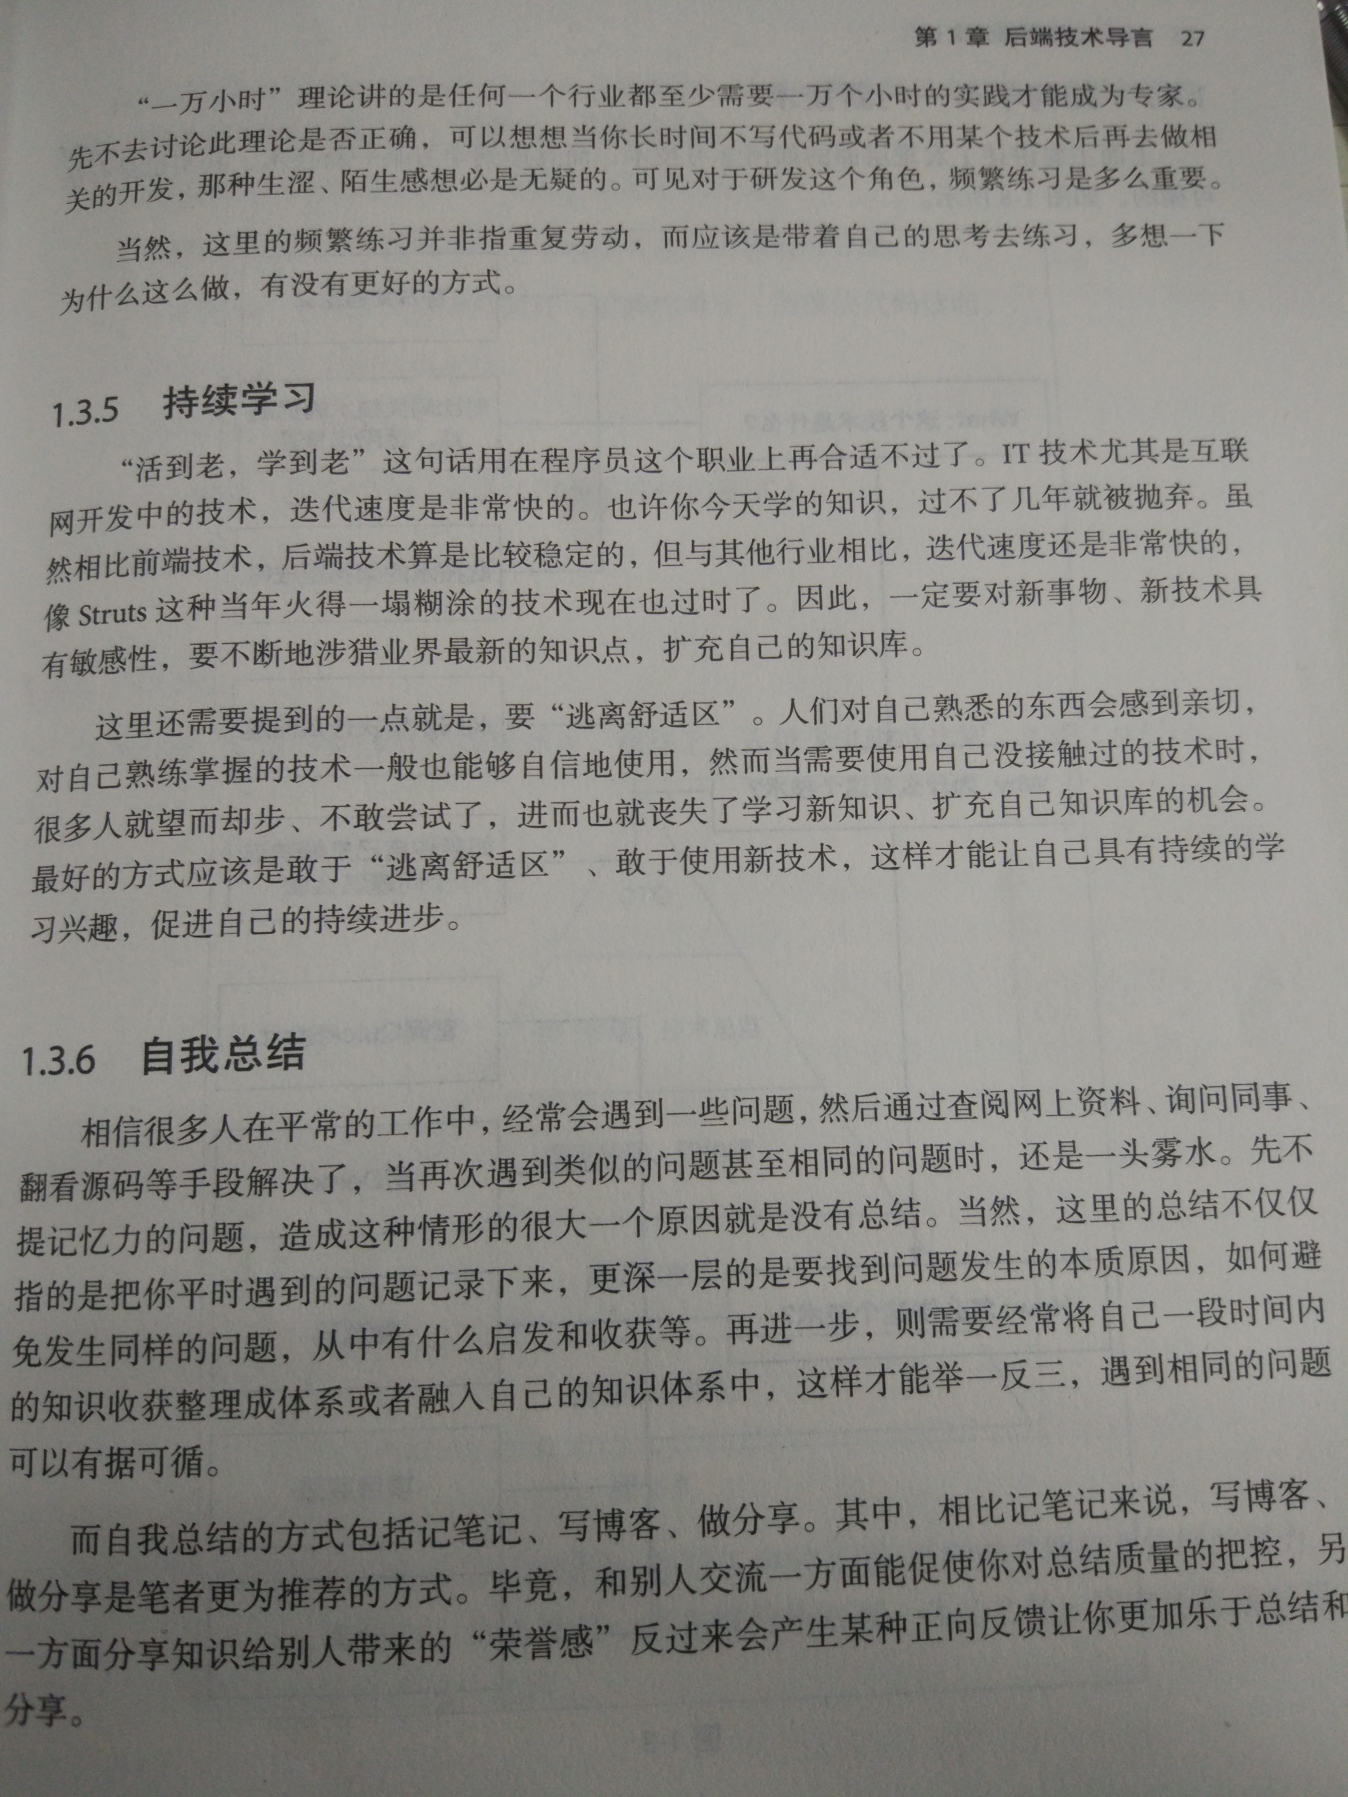 第1章 后端技术导言 27
“一万小时”理论讲的是任何一个行业都至少需要一万个小时的实践才能成为专家。
先不去讨论此理论是否正确，可以想想当你长时间不写代码或者不用某个技术后再去做相
关的开发，那种生涩、陌生感想必是无疑的。可见对于研发这个角色，频繁练习是多么重要。
当然，这里的频繁练习并非指重复劳动，而应该是带着自己的思考去练习，多想一下
为什么这么做，有没有更好的方式。
1.3.5 持续学习
“活到老，学到老”这句话用在程序员这个职业上再合适不过了。IT 技术尤其是互联
网开发中的技术，迭代速度是非常快的。也许你今天学的知识，过不了几年就被抛弃。虽
然相比前端技术，后端技术算是比较稳定的，但与其他行业相比，迭代速度还是非常快的，
像 Struts 这种当年火得一塌糊涂的技术现在也过时了。因此，一定要对新事物、新技术具
有敏感性，要不断地涉猎业界最新的知识点，扩充自己的知识库。
这里还需要提到的一点就是，要“逃离舒适区”。人们对自己熟悉的东西会感到亲切，
对自己熟练掌握的技术一般也能够自信地使用，然而当需要使用自己没接触过的技术时，
很多人就望而却步、不敢尝试了，进而也就丧失了学习新知识、扩充自己知识库的机会。
最好的方式应该是敢于“逃离舒适区”、敢于使用新技术，这样才能让自己具有持续的学
习兴趣，促进自己的持续进步。
1.3.6 自我总结
相信很多人在平常的工作中，经常会遇到一些问题，然后通过查阅网上资料、询问同事、
翻看源码等手段解决了，当再次遇到类似的问题甚至相同的问题时，还是一头雾水。先不
提记忆力的问题，造成这种情形的很大一个原因就是没有总结。当然，这里的总结不仅仅
指的是把你平时遇到的问题记录下来，更深一层的是要找到问题发生的本质原因，如何避
免发生同样的问题，从中有什么启发和收获等。再进一步，则需要经常将自己一段时间内
的知识收获整理成体系或者融入自己的知识体系中，这样才能举一反三，遇到相同的问题
可以有据可循。
而自我总结的方式包括记笔记、写博客、做分享。其中，相比记笔记来说，写博客、
做分享是笔者更为推荐的方式。毕竟，和别人交流一方面能促使你对总结质量的把控，另
一方面分享知识给别人带来的“荣誉感”反过来会产生某种正向反馈让你更加乐于总结和
分享。